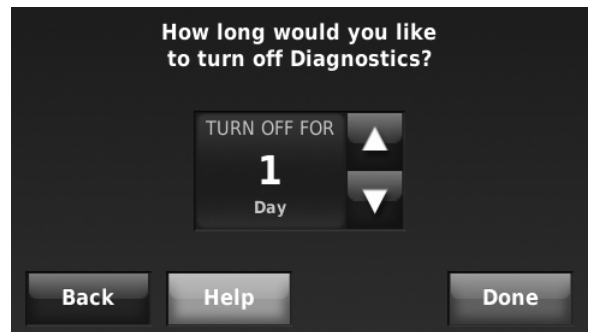 How long would you like
to turn off Diagnostics?
TURN OFF FOR
1
Day
Back
Help
Done